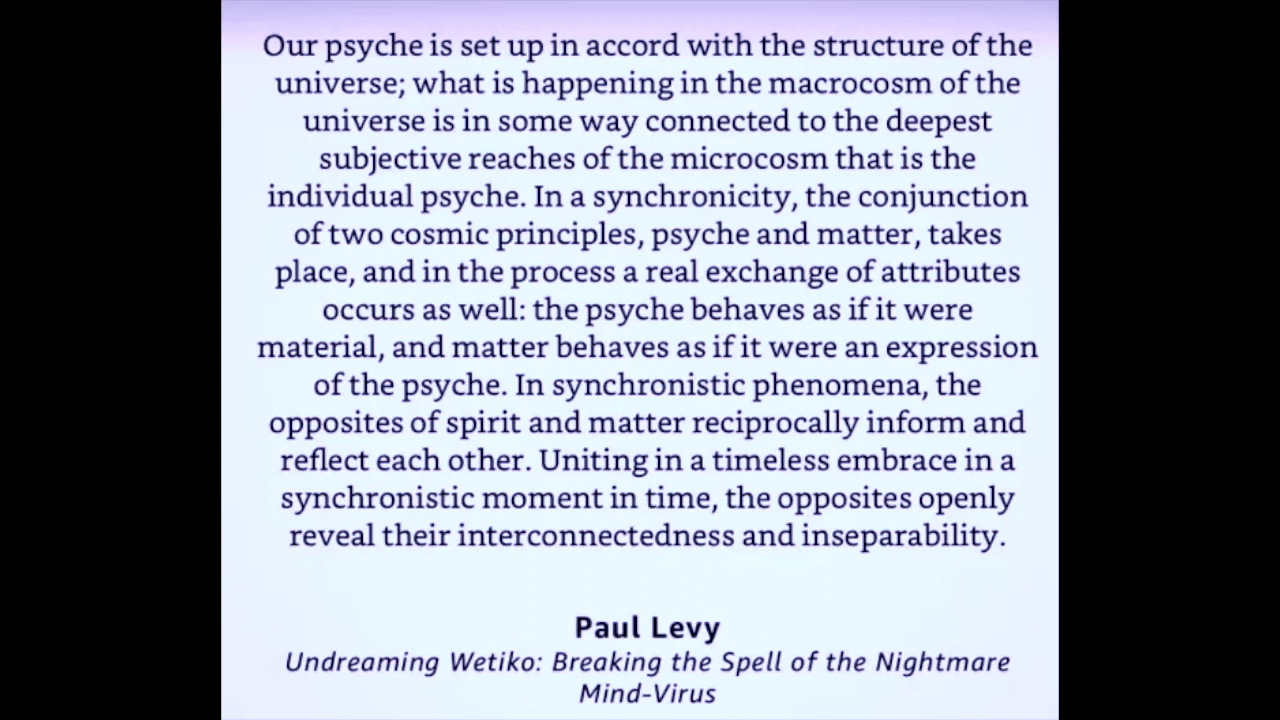 Our psyche is set up in accord with the structure of the
universe; what is happening in the macrocosm of the
universe is in some way connected to the deepest
subjective reaches of the microcosm that is the
individual psyche. In a synchronicity, the conjunction
of two cosmic principles, psyche and matter, takes
place, and in the process a real exchange of attributes
occurs as well: the psyche behaves as if it were
material, and matter behaves as if it were an expression
of the psyche. In synchronistic phenomena, the
opposites of spirit and matter reciprocally inform and
reflect each other. Uniting in a timeless embrace in a
synchronistic moment in time, the opposites openly
reveal their interconnectedness and inseparability.
Paul Levy
Undreaming Wetiko: Breaking the Spell of the Nightmare
Mind-Virus